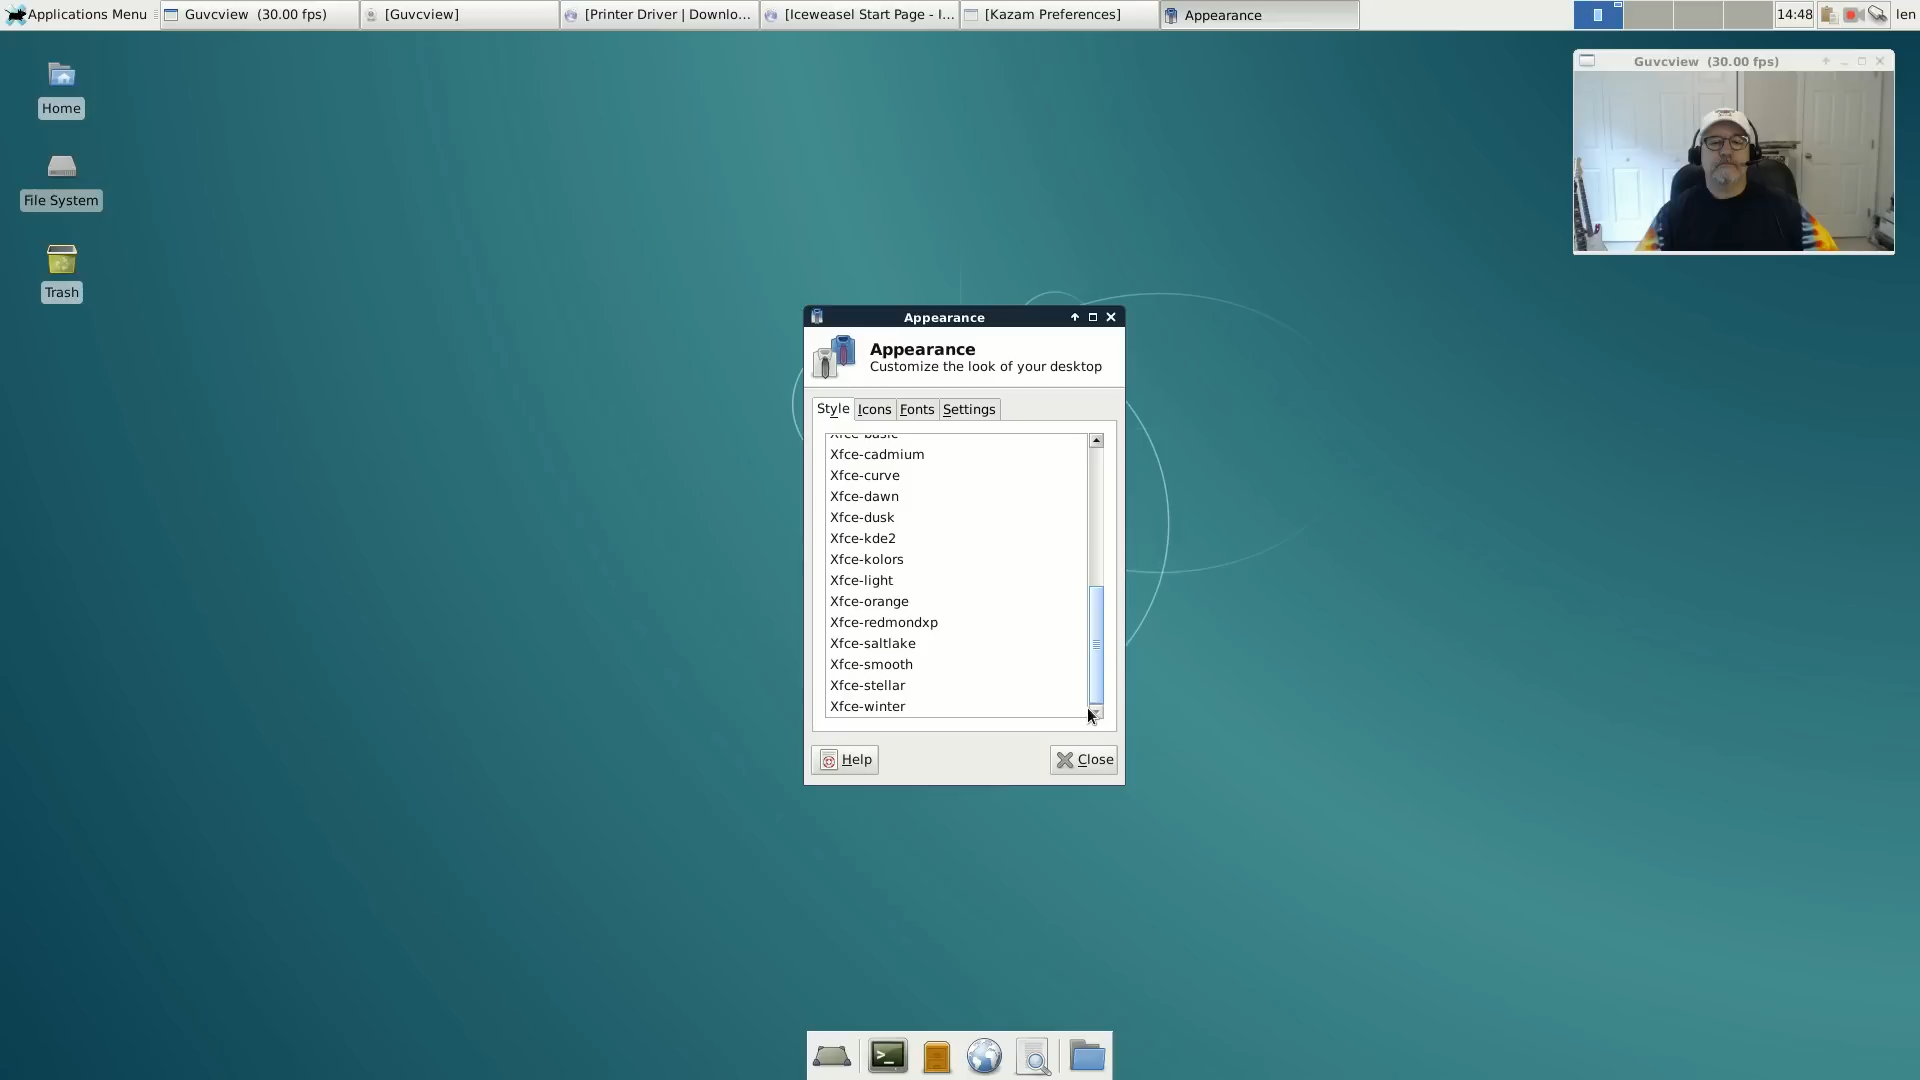 Applications Menu
Guvcview  (30.00 fps)
[Guvcview]
[Printer Driver | Downlo...
[Iceweasel Start Page - I...
[Kazam Preferences]
Appearance
14:48
len
Home
File System
Trash
Guvcview  (30.00 fps)
Appearance
Appearance
Customize the look of your desktop
Style Icons Fonts Settings
Xfce-basic
Xfce-cadmium
Xfce-curve
Xfce-dawn
Xfce-dusk
Xfce-kde2
Xfce-kolors
Xfce-light
Xfce-orange
Xfce-redmondxp
Xfce-saltlake
Xfce-smooth
Xfce-stellar
Xfce-winter
Help
Close